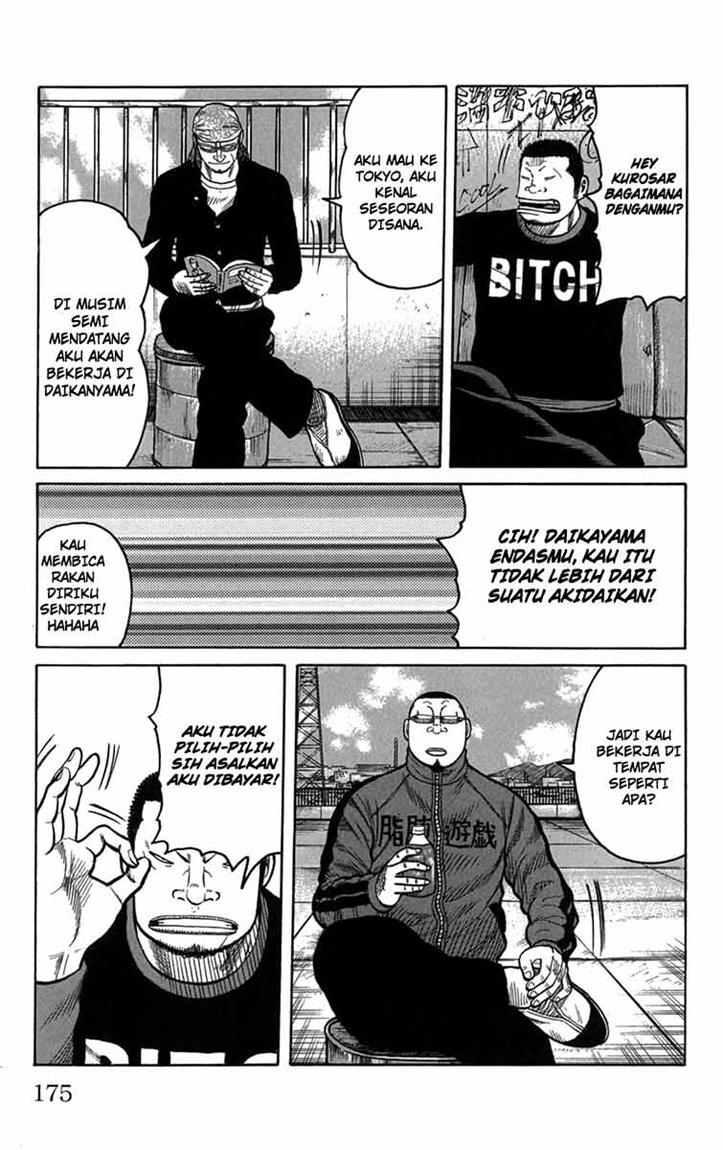 HEY
KUROSAR
BAGAIMANA
DENGANMU?
BITCH
AKU MAU KE
TOKYO, AKU
KENAL
SESEORAN
DISANA.
DI MUSIM
SEMI
MENDATANG
AKU AKAN
BEKERJA DI
DAIKANYAMA!
CIH! DAIKAYAMA
ENDASMU, KAU ITU
TIDAK LEBIH DARI
SUATU AKIDAIKAN!
KAU
MEMBICA
RAKAN
DIRIKU
SENDIRI!
HAHAHA
JADI KAU
BEKERJA DI
TEMPAT
SEPERTI
APA?
脂肪遊戯
AKU TIDAK
PILIH-PILIH
SIH ASALKAN
AKU DIBAYAR!
175